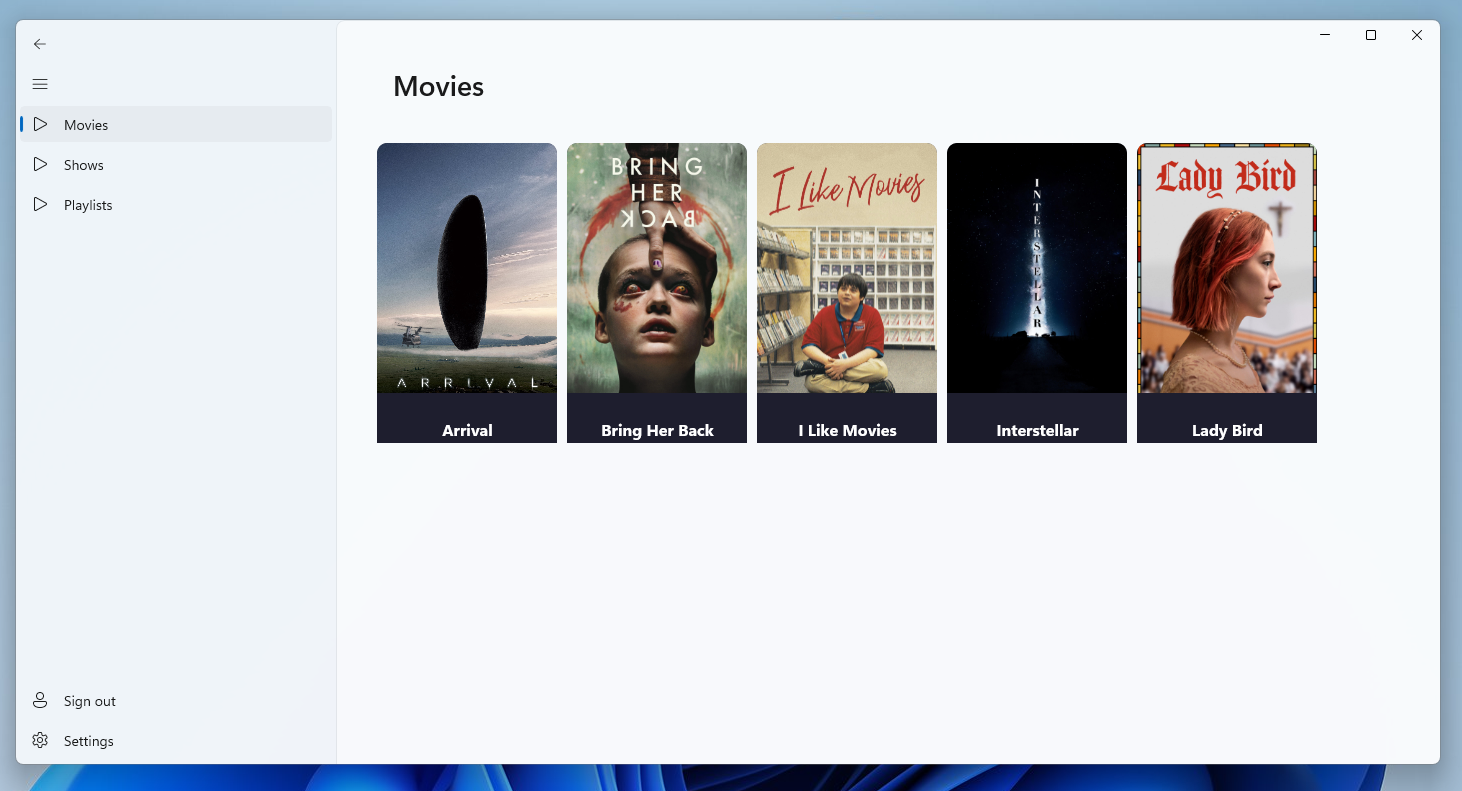 Movies
Shows
Playlists
Sign out
Settings
Movies
ARRIVAL
Arrival
BRING
HER
BACK
Bring Her Back
I Like Movies
I Like Movies
INTERSTELLAR
Interstellar
Lady Bird
Lady Bird